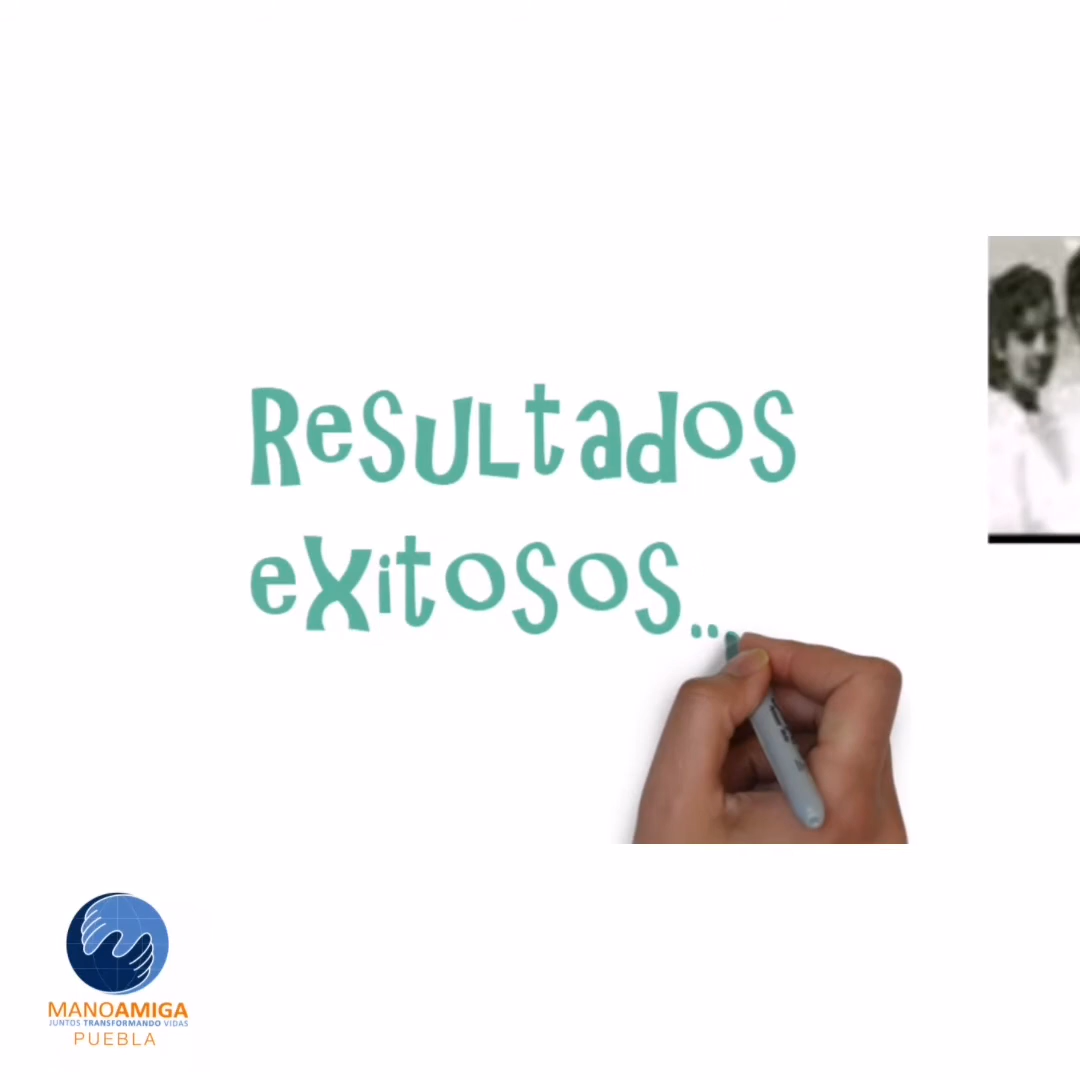 Resultados
exitosos...
MANOAMIGA
JUNTOS TRANSFORMANDO VIDAS
PUEBLA